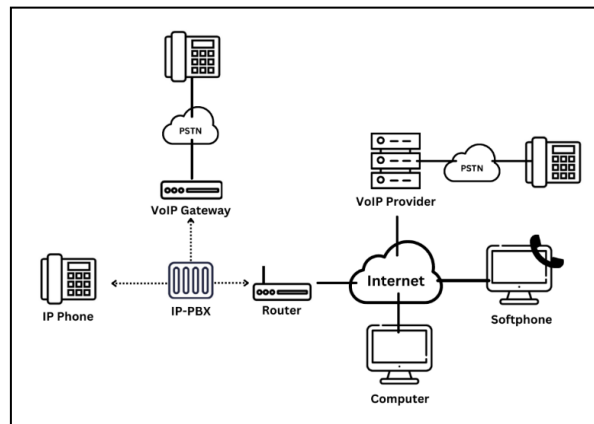 PSTN
VoIP Gateway
PSTN
VoIP Provider
Internet
IP Phone
IP-PBX
Router
Softphone
Computer